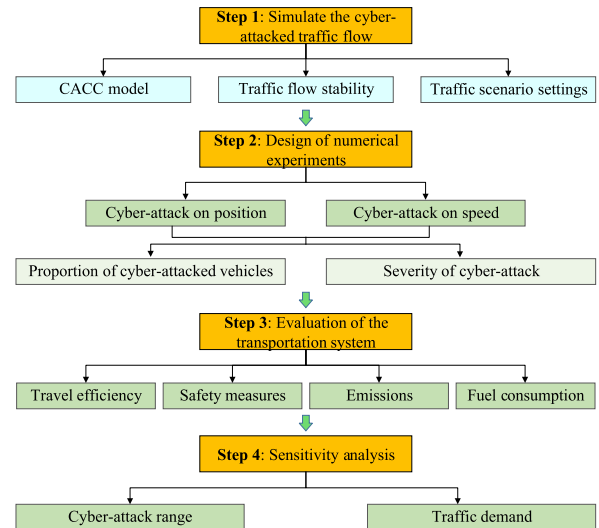 Step 1: Simulate the cyber-
attacked traffic flow
CACC model
Traffic flow stability
Traffic scenario settings
Step 2: Design of numerical
experiments
Cyber-attack on position
Cyber-attack on speed
Proportion of cyber-attacked vehicles
Severity of cyber-attack
Step 3: Evaluation of the
transportation system
Travel efficiency
Safety measures
Emissions
Fuel consumption
Step 4: Sensitivity analysis
Cyber-attack range
Traffic demand